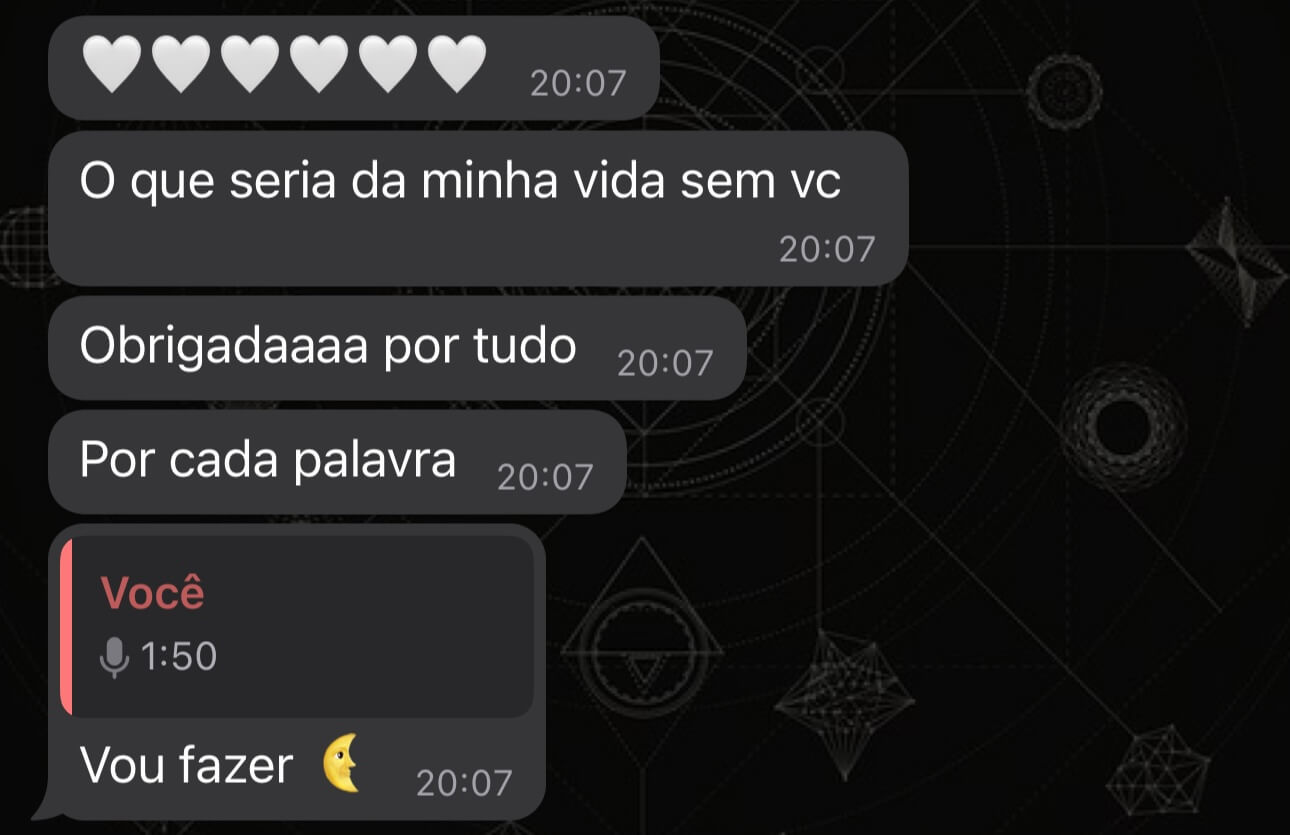 🤍🤍🤍🤍🤍🤍 20:07
O que seria da minha vida sem vc
20:07
Obrigadaaaa por tudo 20:07
Por cada palavra 20:07
Você
1:50
Vou fazer 🌜 20:07